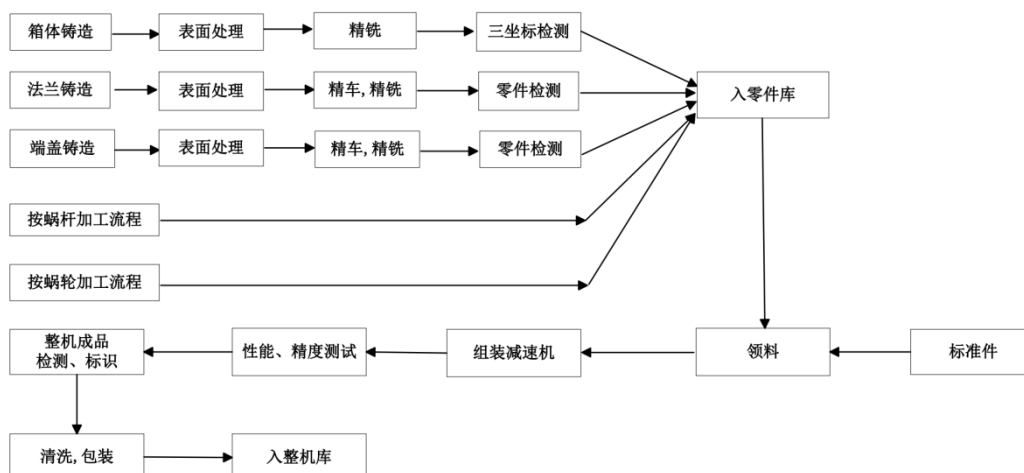 箱体铸造
表面处理
精铣
三坐标检测
法兰铸造
表面处理
精车,精铣
零件检测
入零件库
端盖铸造
表面处理
精车,精铣
零件检测
按蜗杆加工流程
按蜗轮加工流程
整机成品
检测、标识
性能、精度测试
组装减速机
领料
标准件
清洗,包装
入整机库